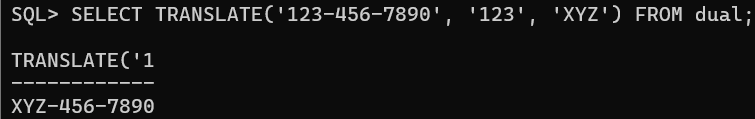 SQL> SELECT TRANSLATE('123-456-7890', '123', 'XYZ') FROM dual;
TRANSLATE('1
------------
XYZ-456-7890